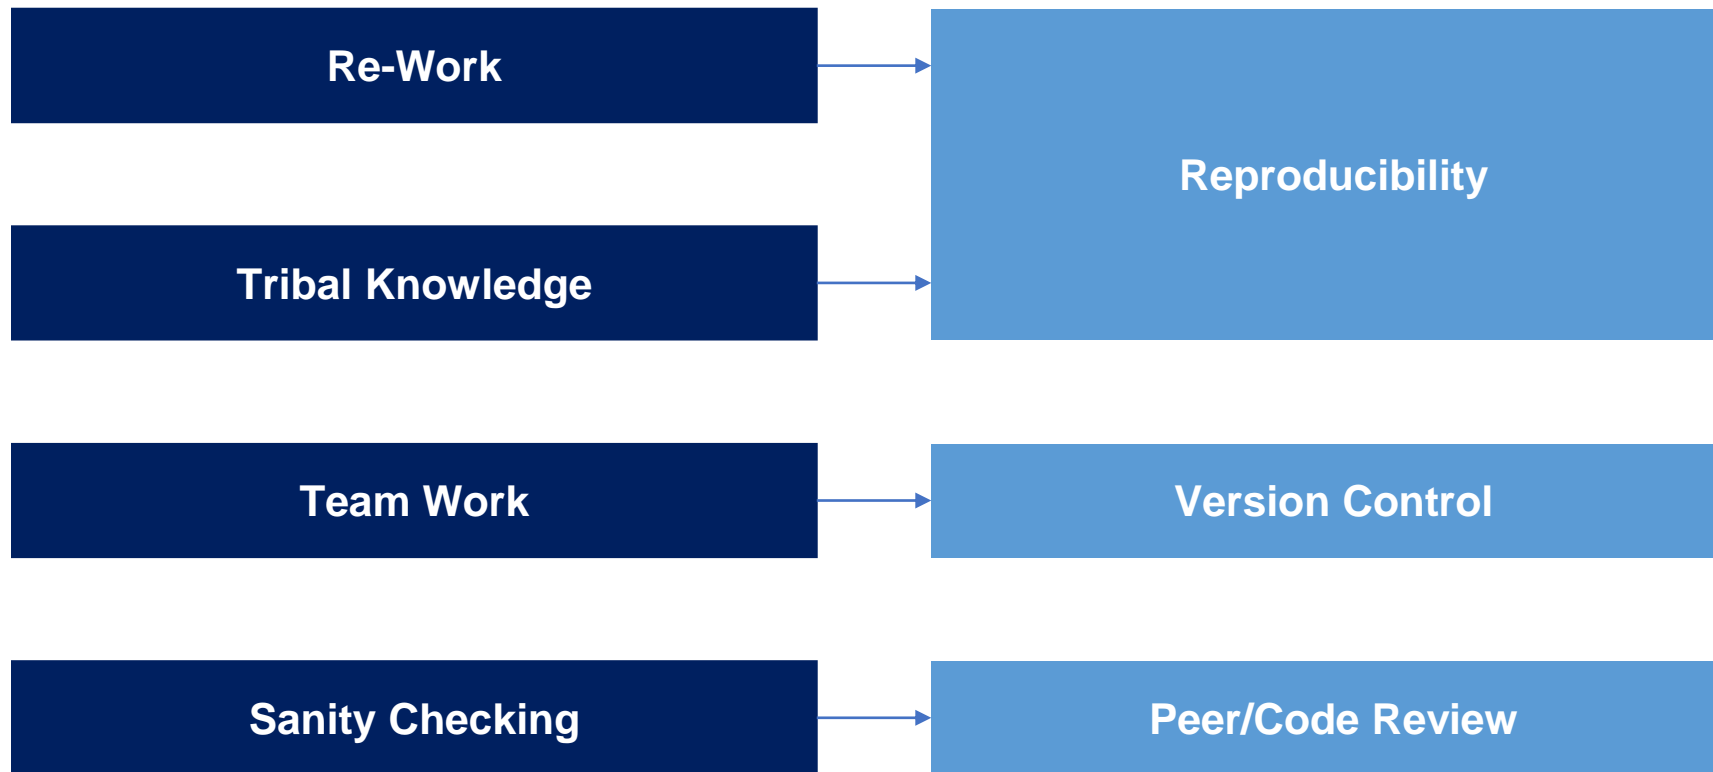 Re-Work
Reproducibility
Tribal Knowledge
Team Work
Version Control
Sanity Checking
Peer/Code Review